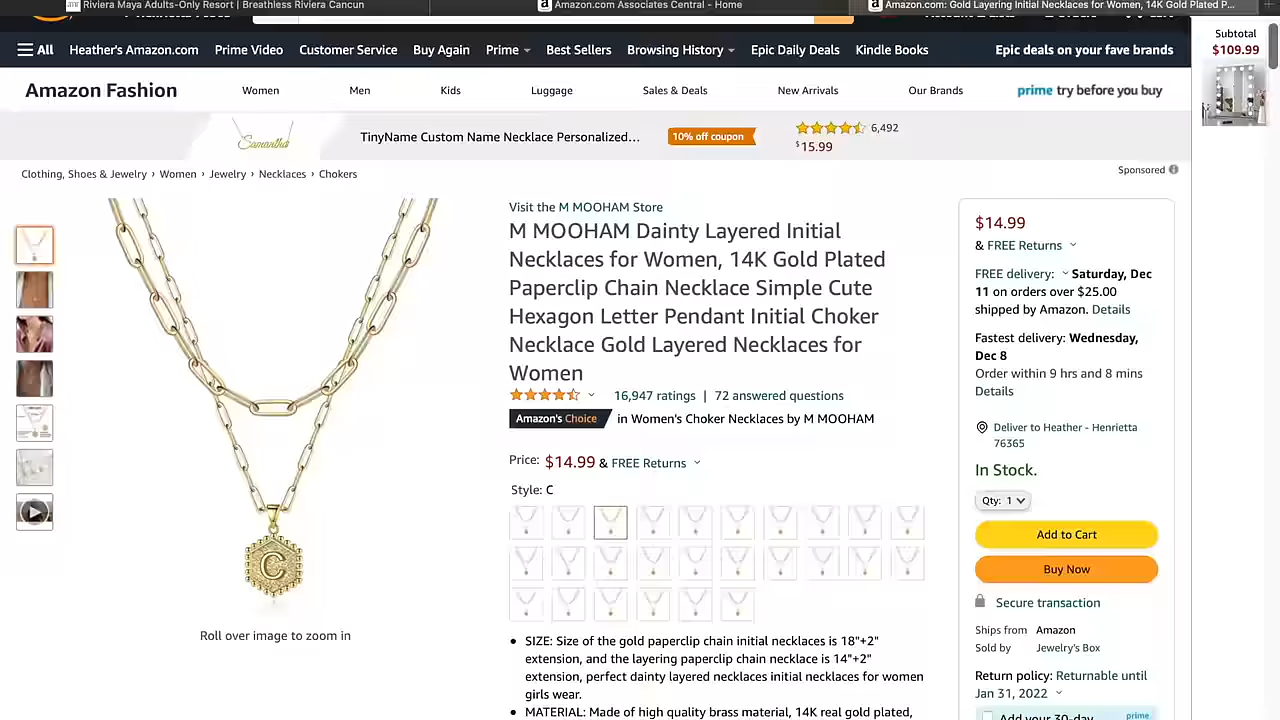 Riviera Maya Adults-Only Resort | Breathless Riviera Cancun
Amazon.com Associates Central - Home
Amazon.com: Gold Layering Initial Necklaces for Women, 14K Gold Plated P...
Subtotal
$109.99
All
Heather's Amazon.com
Prime Video
Customer Service
Buy Again
Prime
Best Sellers
Browsing History
Epic Daily Deals
Kindle Books
Epic deals on your fave brands
Amazon Fashion
Women
Men
Kids
Luggage
Sales & Deals
New Arrivals
Our Brands
prime try before you buy
Samantha
TinyName Custom Name Necklace Personalized...
10% off coupon
6,492
$15.99
Sponsored
Clothing, Shoes & Jewelry › Women › Jewelry › Necklaces › Chokers
C
Roll over image to zoom in
Visit the M MOOHAM Store
M MOOHAM Dainty Layered Initial
Necklaces for Women, 14K Gold Plated
Paperclip Chain Necklace Simple Cute
Hexagon Letter Pendant Initial Choker
Necklace Gold Layered Necklaces for
Women
16,947 ratings | 72 answered questions
Amazon's Choice in Women's Choker Necklaces by M MOOHAM
Price: $14.99 & FREE Returns
Style: C
• SIZE: Size of the gold paperclip chain initial necklaces is 18"+2"
extension, and the layering paperclip chain necklace is 14"+2"
extension, perfect dainty layered necklaces initial necklaces for women
girls wear.
• MATERIAL: Made of high quality brass material, 14K real gold plated,
$14.99
& FREE Returns
FREE delivery: Saturday, Dec
11 on orders over $25.00
shipped by Amazon. Details
Fastest delivery: Wednesday,
Dec 8
Order within 9 hrs and 8 mins
Details
Deliver to Heather - Henrietta
76365
In Stock.
Qty: 1
Add to Cart
Buy Now
Secure transaction
Ships from Amazon
Sold by Jewelry's Box
Return policy: Returnable until
Jan 31, 2022
Add your 30-day
prime